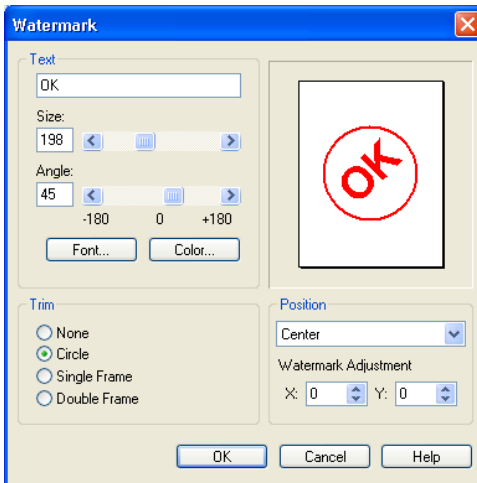 Watermark
Text
OK
Size:
198
Angle:
45
-180 0 +180
Font... Color...
OK
Trim
None
Circle
Single Frame
Double Frame
Position
Center
Watermark Adjustment
X: 0 Y: 0
OK Cancel Help